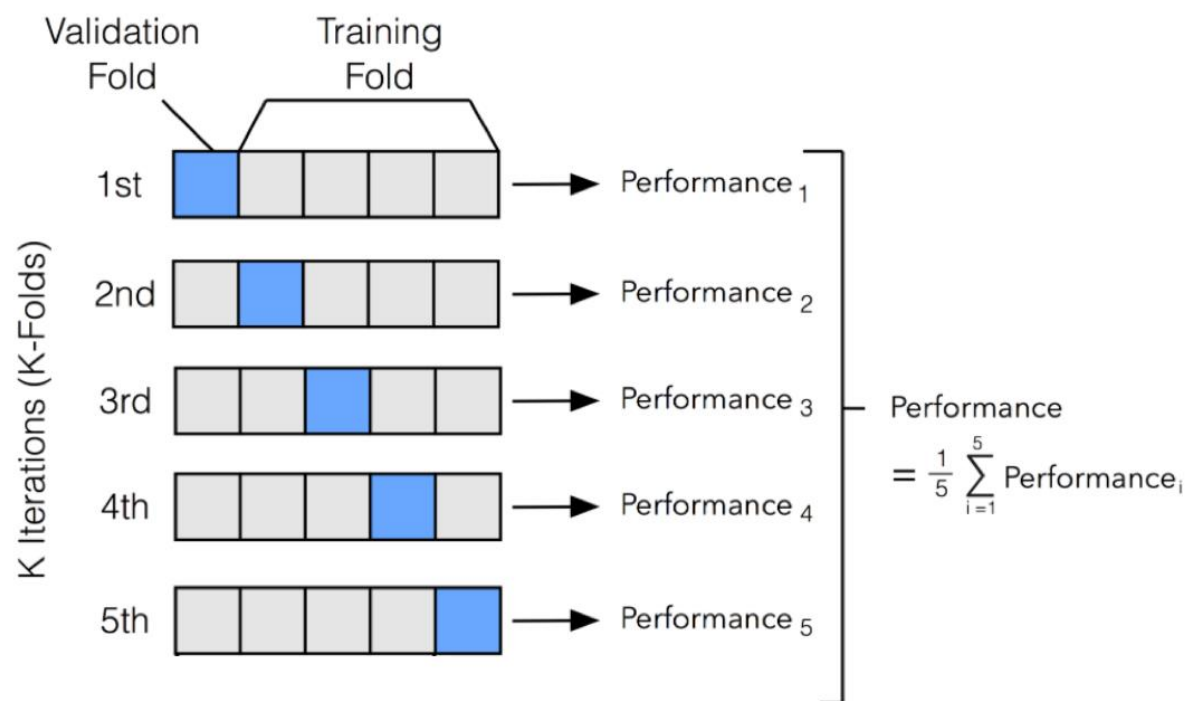 Validation
Fold
Training
Fold
K Iterations (K-Folds)
1st
Performance 1
2nd
Performance 2
3rd
Performance 3
4th
Performance 4
5th
Performance 5
Performance
= 1/5 5∑i=1 Performance i